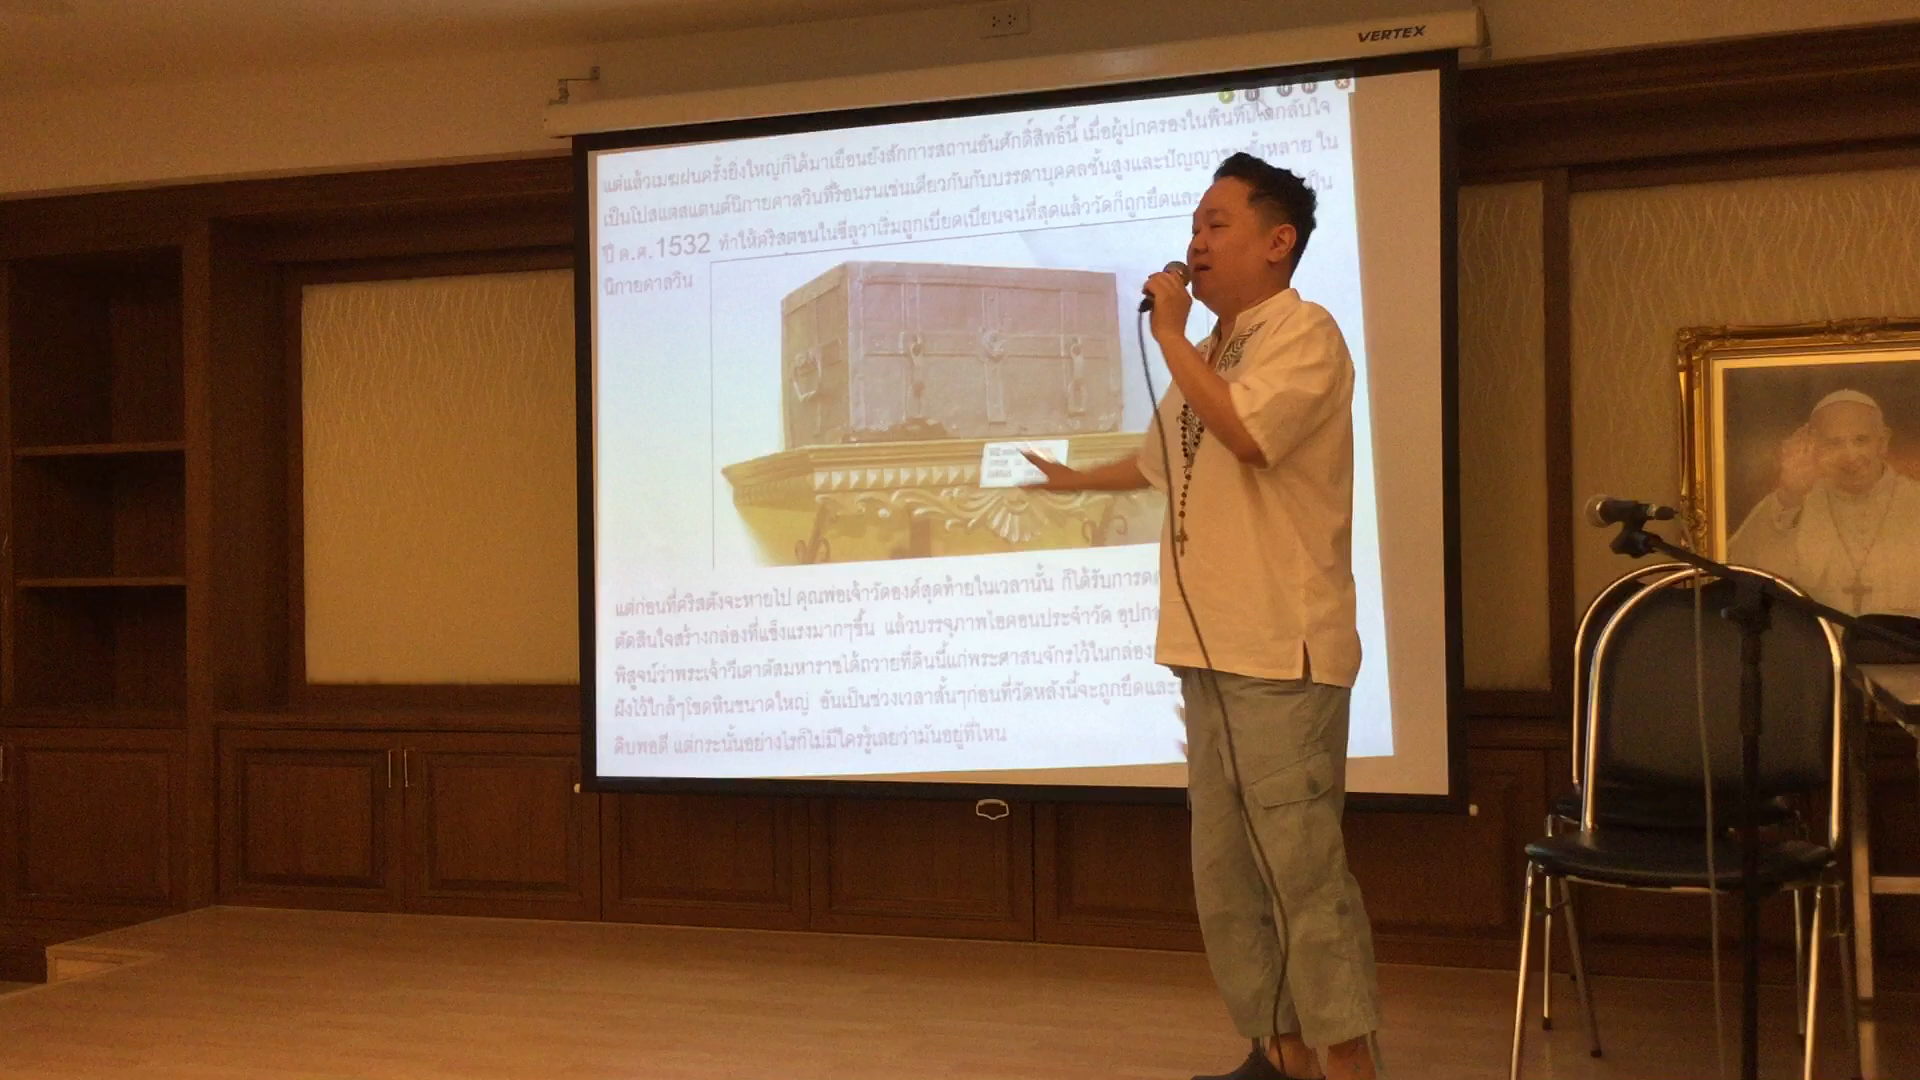 VERTEX
แต่แล้วเมฆฝนครั้งยิ่งใหญ่ก็ได้มาเยือนยังสักการสถานอันศักดิ์สิทธิ์นี้ เมื่อผู้ปกครองในพื้นที่กลับใจ
เป็นโปสแตสแตนต์นิกายคาลวินที่ร้อนรนเช่นเดียวกันกับบรรดาบุคคลชั้นสูงและปัญญาชนทั้งหลาย ใน
ปี ค.ศ.1532 ทำให้คริสตชนในซีลูวาเริ่มถูกเบียดเบียนจนที่สุดแล้ววัดก็ถูกยึดและ เป็น
นิกายคาลวิน
แต่ก่อนที่คริสตังจะหายไป คุณพ่อเจ้าวัดองค์สุดท้ายในเวลานั้น ก็ได้รับการ
ตัดสินใจสร้างกล่องที่แข็งแรงมากๆขึ้น แล้วบรรจุภาพไอคอนประจำวัด
พิสูจน์ว่าพระเจ้าวีเตาตัสมหาราชได้ถวายที่ดินนี้แก่พระศาสนจักรไว้ในกล่อง
ฝังไว้ใกล้ๆโขดหินขนาดใหญ่ อันเป็นช่วงเวลาสั้นๆก่อนที่วัดหลังนี้จะถูกยึดและ
ดิบพอดี แต่กระนั้นอย่างไรก็ไม่มีใครรู้เลยว่ามันอยู่ที่ไหน